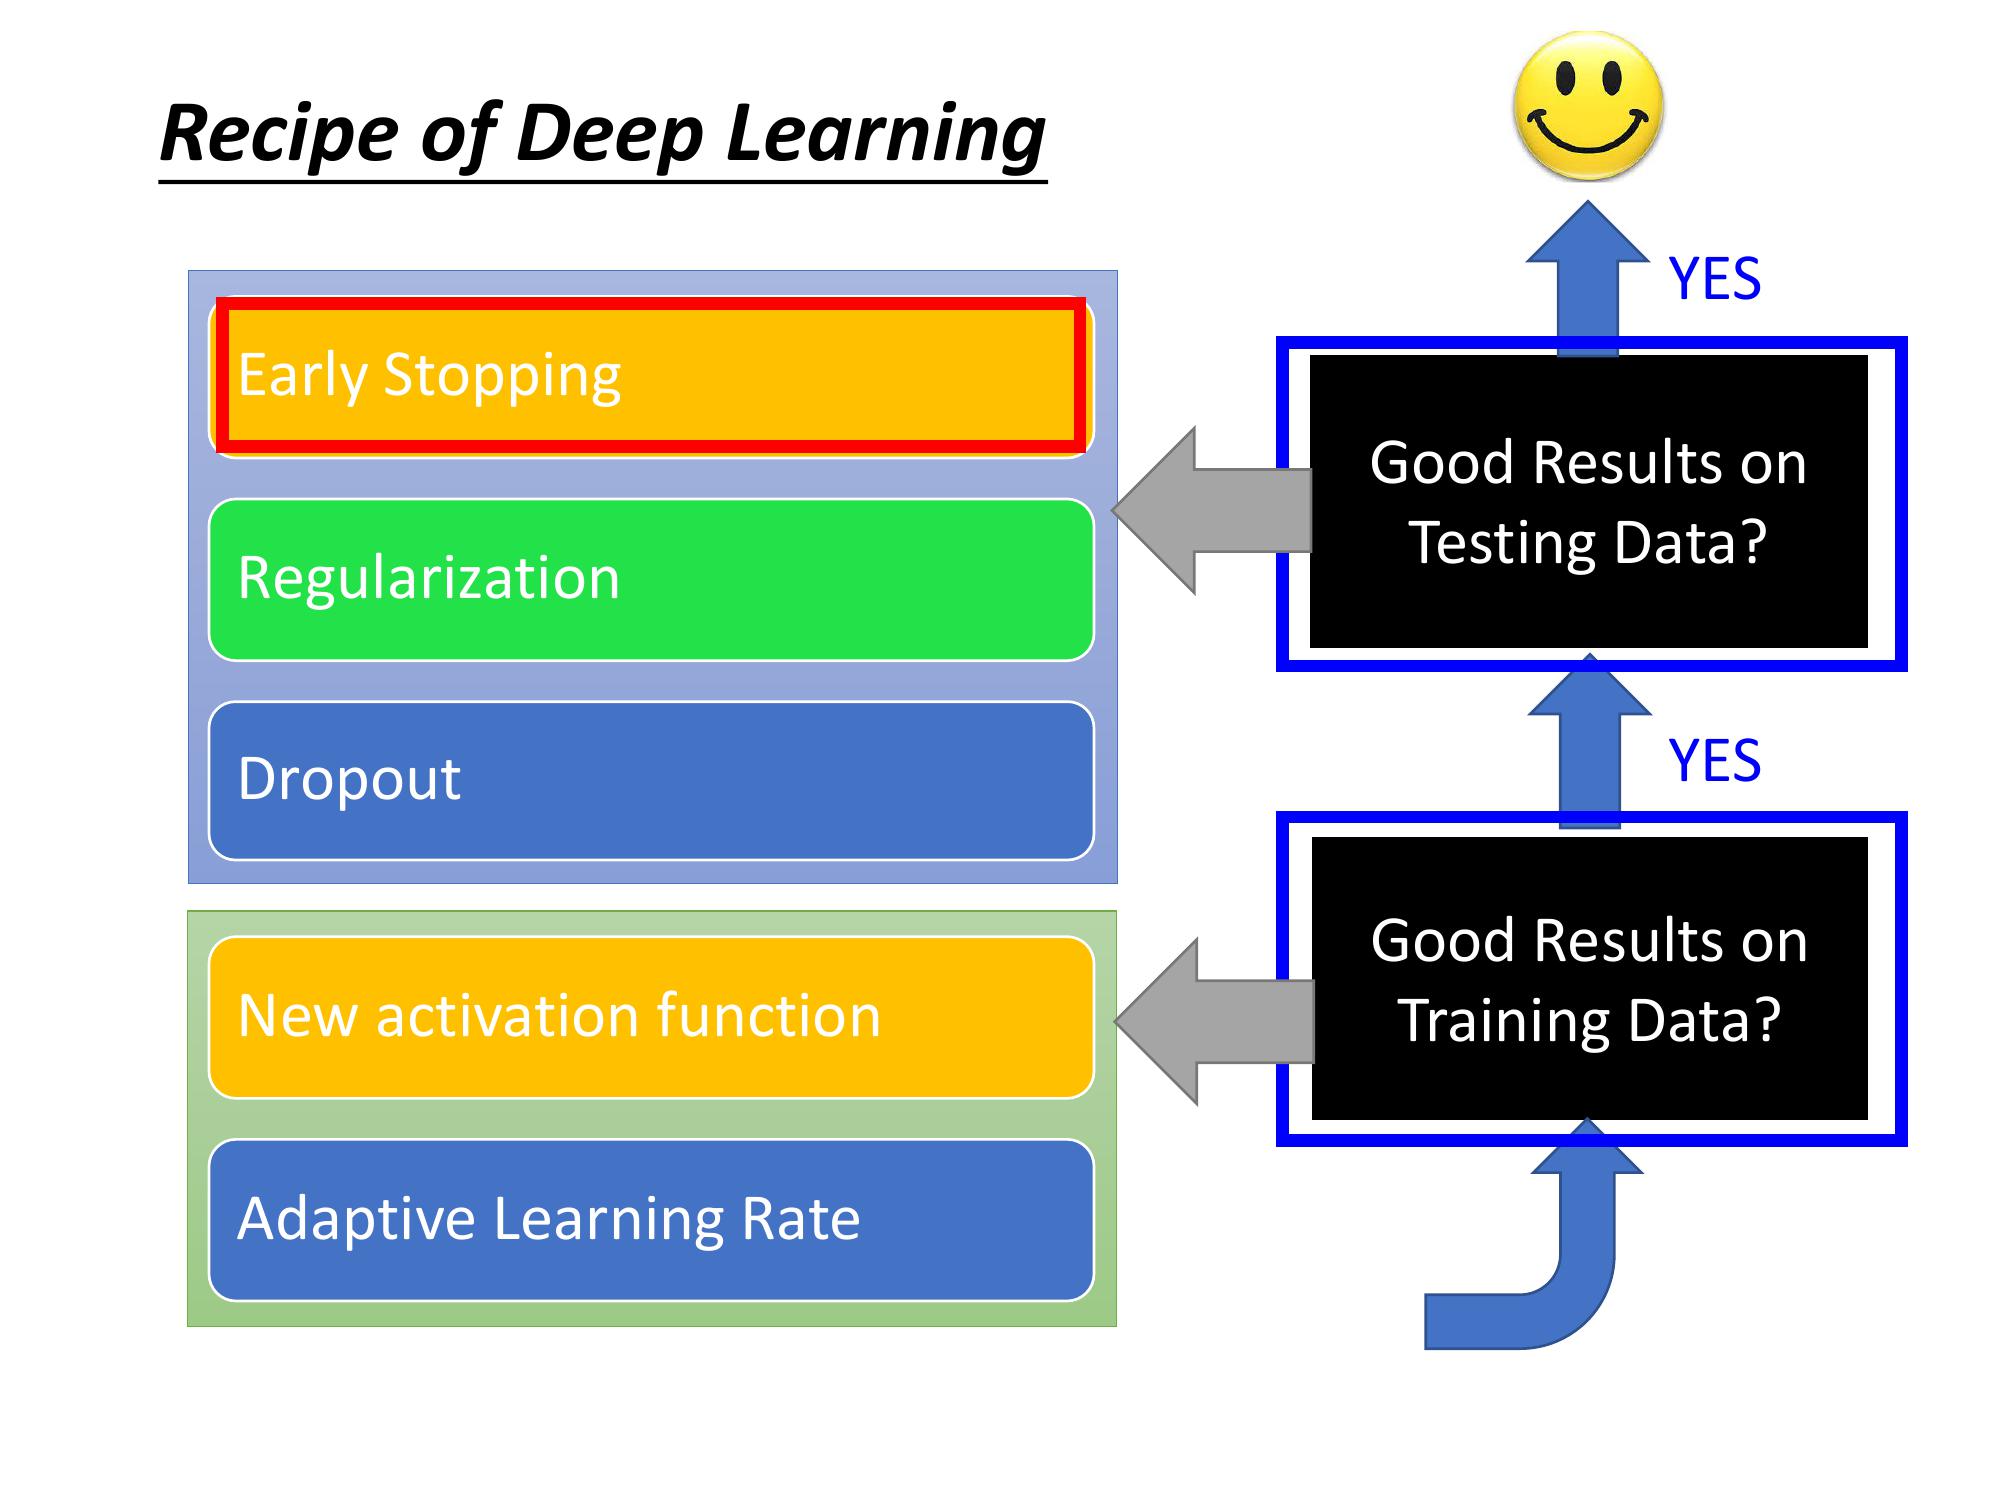 Recipe of Deep Learning
YES
Early Stopping
Good Results on
Testing Data?
Regularization
YES
Dropout
Good Results on
Training Data?
New activation function
Adaptive Learning Rate